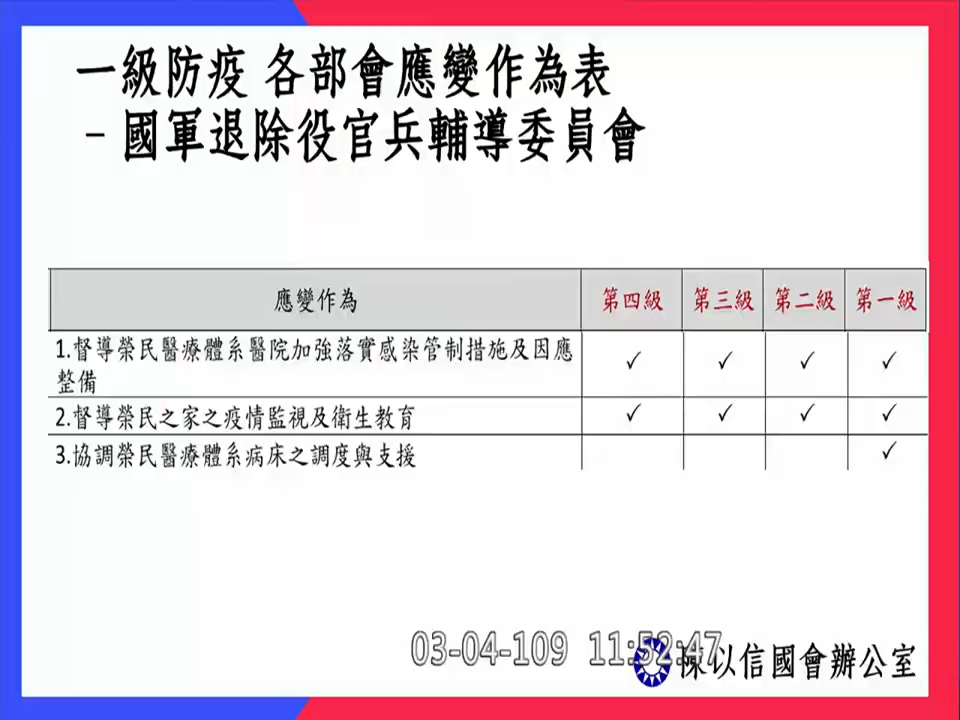 一級防疫 各部會應變作為表
–國軍退除役官兵輔導委員會
應變作為 第四級 第三級 第二級 第一級
1.督導榮民醫療體系醫院加強落實感染管制措施及因應
整備 ✓ ✓ ✓ ✓
2.督導榮民之家之疫情監視及衛生教育 ✓ ✓ ✓ ✓
3.協調榮民醫療體系病床之調度與支援 ✓
03-04-109 11:52:47
陳以信國會辦公室